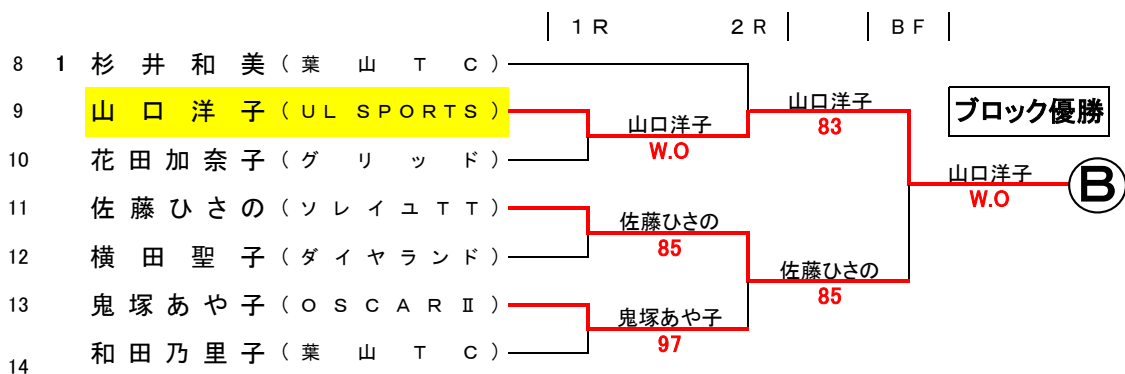 1R 2R BF
8 1 杉井和美(葉山TC)
9 山口洋子(UL SPORTS) 山口洋子 83 ブロック優勝
山口洋子 W.O
10 花田加奈子(グリッド)
山口洋子 W.O B
11 佐藤ひさの(ソレイユTT)
佐藤ひさの 85
12 横田聖子(ダイヤランド)
佐藤ひさの 85
13 鬼塚あや子(OSCARⅡ)
鬼塚あや子 97
14 和田乃里子(葉山TC)